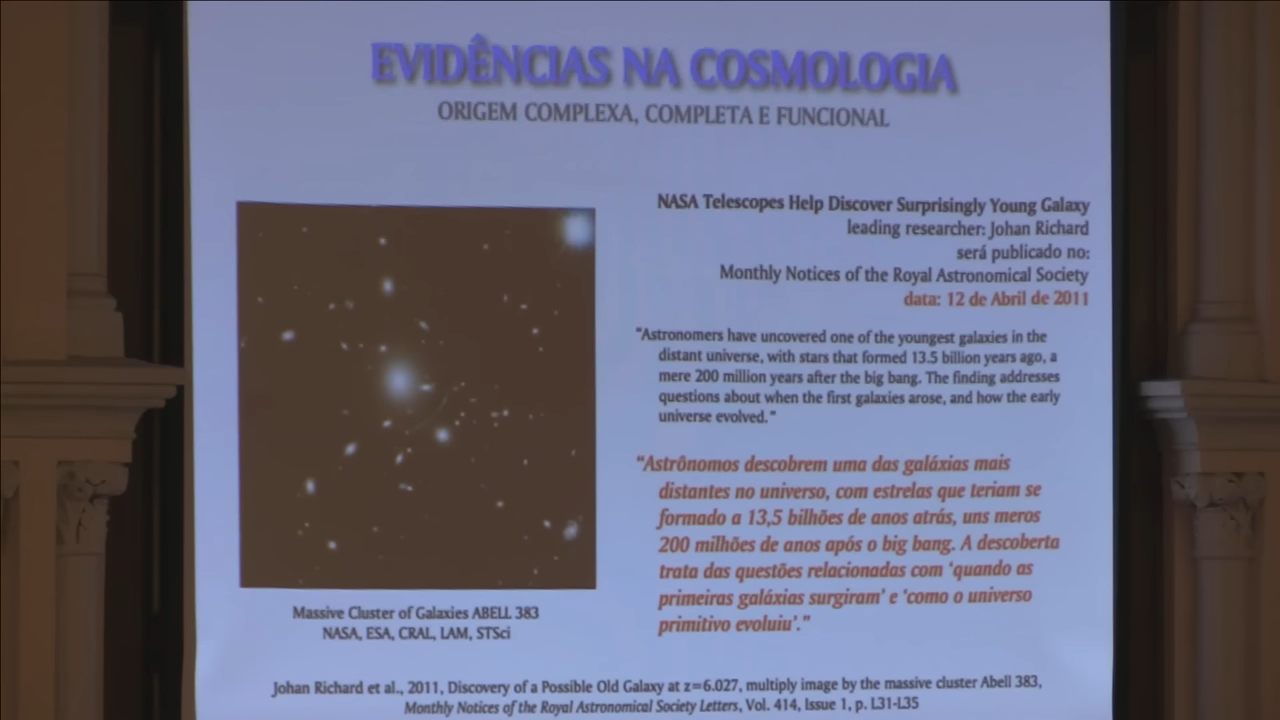 EVIDÊNCIAS NA COSMOLOGIA
ORIGEM COMPLEXA, COMPLETA E FUNCIONAL
NASA Telescopes Help Discover Surprisingly Young Galaxy
leading researcher: Johan Richard
será publicado no:
Monthly Notices of the Royal Astronomical Society
data: 12 de Abril de 2011
“Astronomers have uncovered one of the youngest galaxies in the
distant universe, with stars that formed 13.5 billion years ago, a
mere 200 million years after the big bang. The finding addresses
questions about when the first galaxies arose, and how the early
universe evolved.”
“Astrônomos descobrem uma das galáxias mais
distantes no universo, com estrelas que teriam se
formado a 13,5 bilhões de anos atrás, uns meros
200 milhões de anos após o big bang. A descoberta
trata das questões relacionadas com ‘quando as
primeiras galáxias surgiram’ e ‘como o universo
primitivo evoluiu’.”
Massive Cluster of Galaxies ABELL 383
NASA, ESA, CRAL, LAM, STSci
Johan Richard et al., 2011, Discovery of a Possible Old Galaxy at z=6.027, multiply image by the massive cluster Abell 383,
Monthly Notices of the Royal Astronomical Society Letters, Vol. 414, Issue 1, p. L31-L35